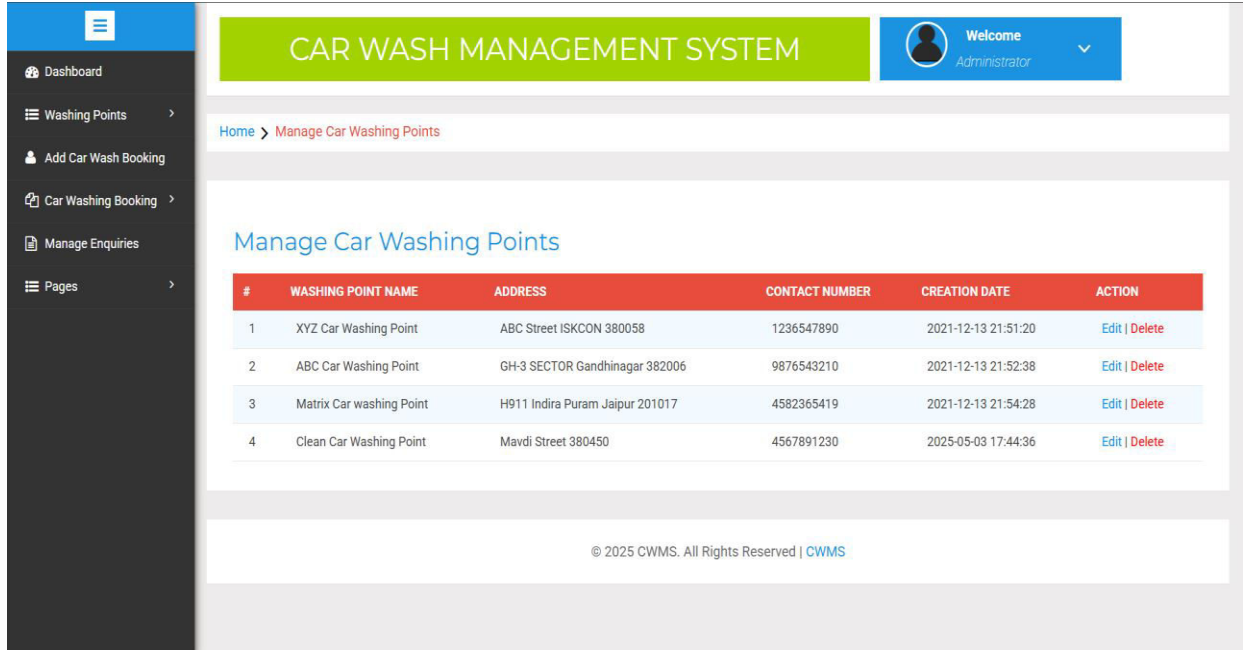 CAR WASH MANAGEMENT SYSTEM
Welcome
Administrator
Dashboard
Washing Points
Add Car Wash Booking
Car Washing Booking
Manage Enquiries
Pages
Home > Manage Car Washing Points
Manage Car Washing Points
# WASHING POINT NAME ADDRESS CONTACT NUMBER CREATION DATE ACTION
1 XYZ Car Washing Point ABC Street ISKCON 380058 1236547890 2021-12-13 21:51:20 Edit | Delete
2 ABC Car Washing Point GH-3 SECTOR Gandhinagar 382006 9876543210 2021-12-13 21:52:38 Edit | Delete
3 Matrix Car washing Point H911 Indira Puram Jaipur 201017 4582365419 2021-12-13 21:54:28 Edit | Delete
4 Clean Car Washing Point Mavdi Street 380450 4567891230 2025-05-03 17:44:36 Edit | Delete
© 2025 CWMS. All Rights Reserved | CWMS